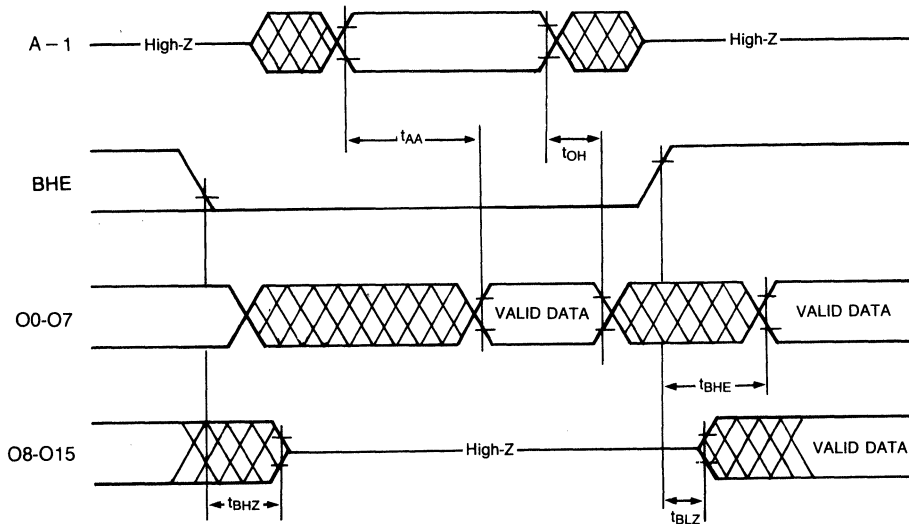 A – 1 High-Z High-Z
tAA tOH
BHE
O0-O7 VALID DATA VALID DATA
tBHE
O8-O15 High-Z VALID DATA
tBHZ tBLZ